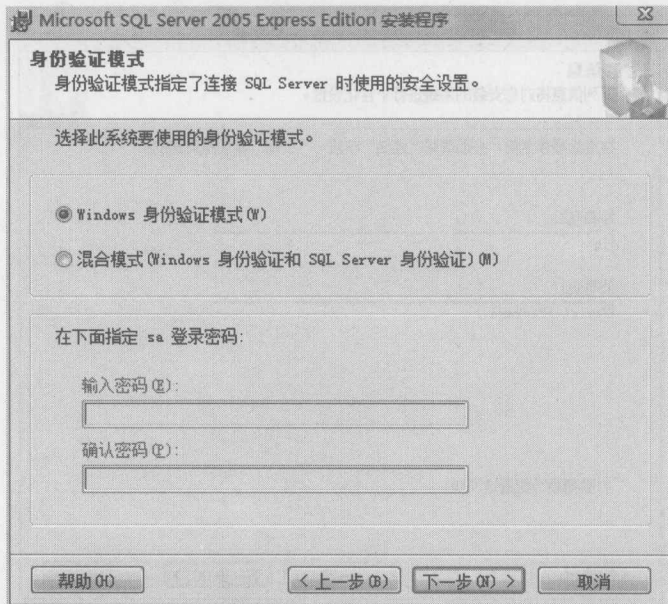 Microsoft SQL Server 2005 Express Edition 安装程序
身份验证模式
身份验证模式指定了连接 SQL Server 时使用的安全设置。
选择此系统要使用的身份验证模式。
Windows 身份验证模式(W)
混合模式(Windows 身份验证和 SQL Server 身份验证)(M)
在下面指定 sa 登录密码:
输入密码(E):
确认密码(P):
帮助(H)
< 上一步(B)
下一步(N) >
取消